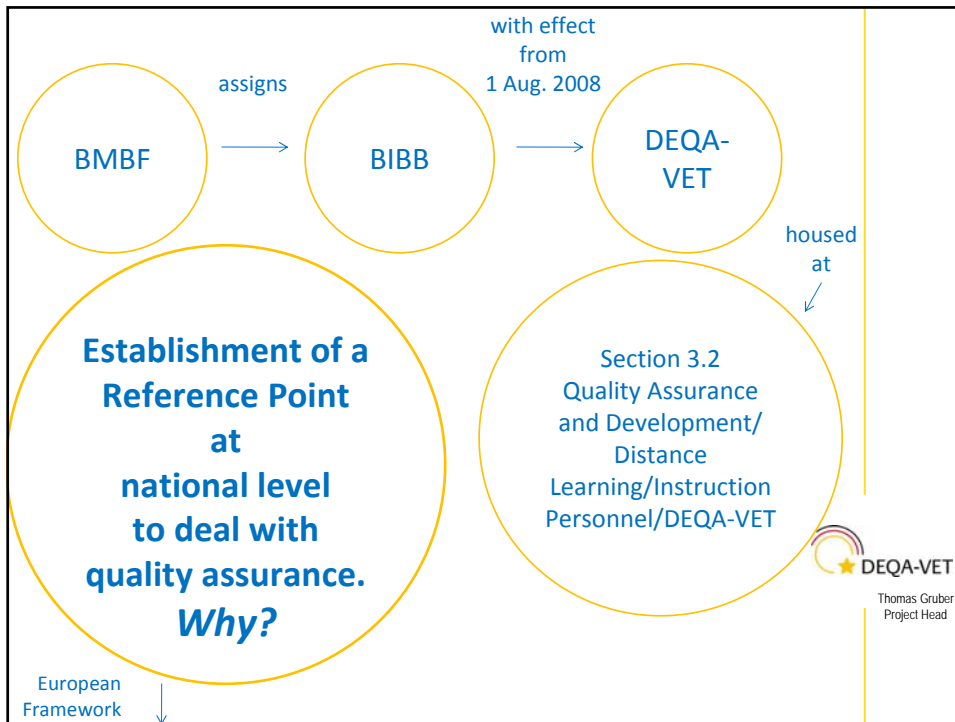 with effect
from
1 Aug. 2008
assigns
BMBF
BIBB
DEQA-
VET
housed
at
Establishment of a
Reference Point
at
national level
to deal with
quality assurance.
Why?
Section 3.2
Quality Assurance
and Development/
Distance
Learning/Instruction
Personnel/DEQA-VET
DEQA-VET
Thomas Gruber
Project Head
European
Framework